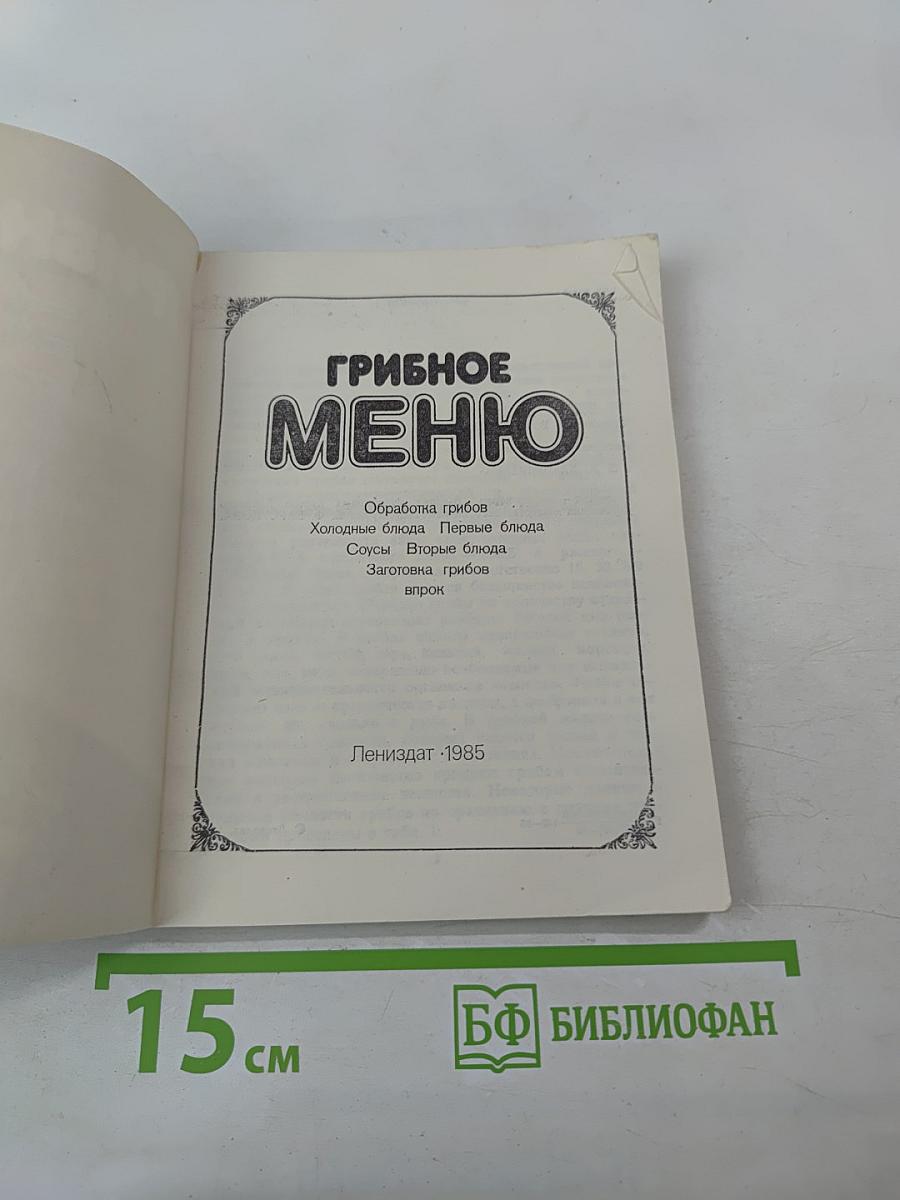 ГРИБНОЕ
МЕНЮ
Обработка грибов
Холодные блюда Первые блюда
Соусы Вторые блюда
Заготовка грибов
впрок
Лениздат·1985
15 см
БФ БИБЛИОФАН